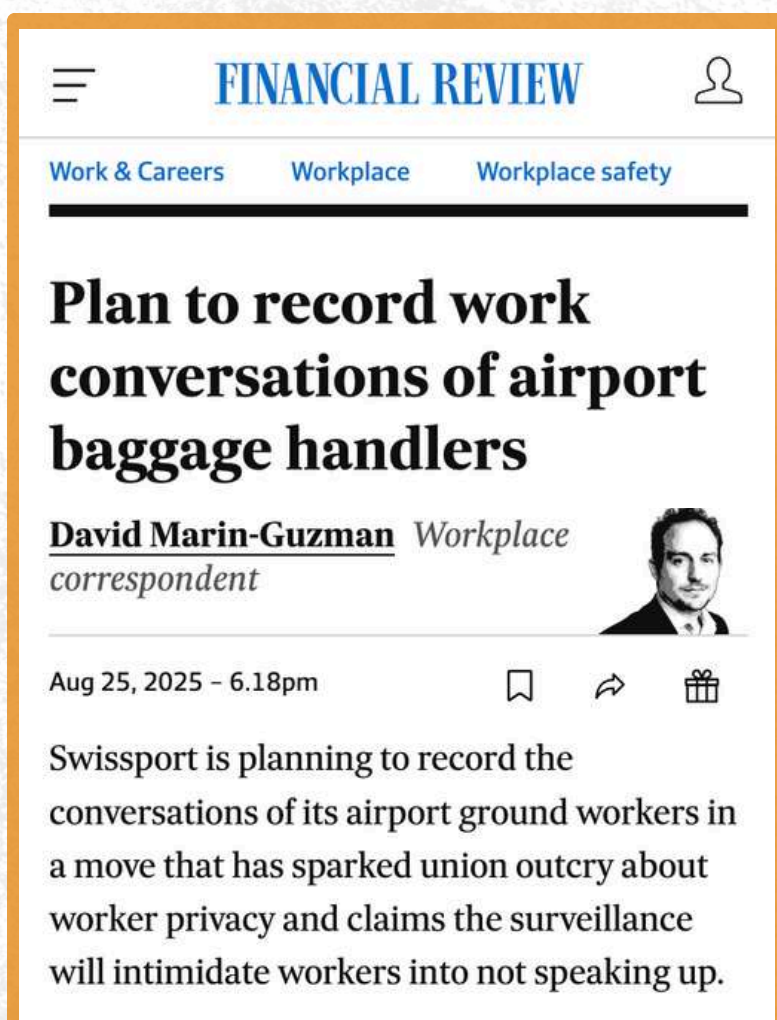 FINANCIAL REVIEW
Work & Careers Workplace Workplace safety
Plan to record work
conversations of airport
baggage handlers
David Marin-Guzman Workplace
correspondent
Aug 25, 2025 – 6.18pm
Swissport is planning to record the
conversations of its airport ground workers in
a move that has sparked union outcry about
worker privacy and claims the surveillance
will intimidate workers into not speaking up.